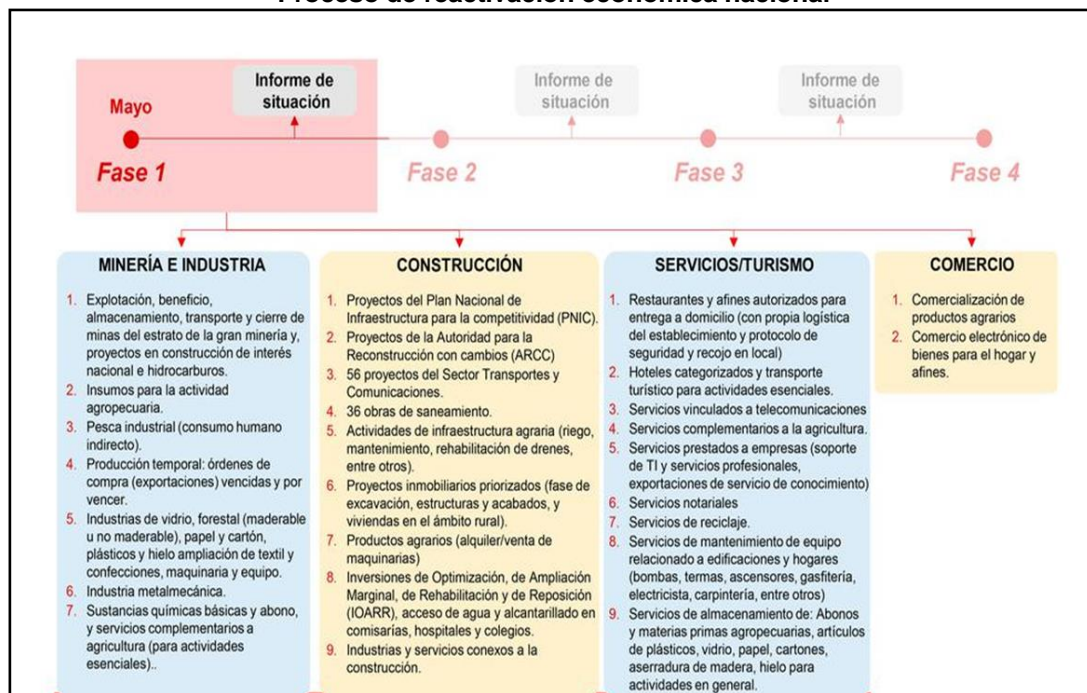 Proceso de reactivación económica nacional
Informe de
situación
Informe de
situación
Informe de
situación
Mayo
Fase 1
Fase 2
Fase 3
Fase 4
MINERÍA E INDUSTRIA
1. Explotación, beneficio,
almacenamiento, transporte y cierre de
minas del estrato de la gran minería y,
proyectos en construcción de interés
nacional e hidrocarburos.
2. Insumos para la actividad
agropecuaria.
3. Pesca industrial (consumo humano
indirecto).
4. Producción temporal: órdenes de
compra (exportaciones) vencidas y por
vencer.
5. Industrias de vidrio, forestal (maderable
u no maderable), papel y cartón,
plásticos y hielo ampliación de textil y
confecciones, maquinaria y equipo.
6. Industria metalmecánica.
7. Sustancias químicas básicas y abono,
y servicios complementarios a
agricultura (para actividades
esenciales)..
CONSTRUCCIÓN
1. Proyectos del Plan Nacional de
Infraestructura para la competitividad (PNIC).
2. Proyectos de la Autoridad para la
Reconstrucción con cambios (ARCC)
3. 56 proyectos del Sector Transportes y
Comunicaciones.
4. 36 obras de saneamiento.
5. Actividades de infraestructura agraria (riego,
mantenimiento, rehabilitación de drenes,
entre otros).
6. Proyectos inmobiliarios priorizados (fase de
excavación, estructuras y acabados, y
viviendas en el ámbito rural).
7. Productos agrarios (alquiler/venta de
maquinarias)
8. Inversiones de Optimización, de Ampliación
Marginal, de Rehabilitación y de Reposición
(IOARR), acceso de agua y alcantarillado en
comisarías, hospitales y colegios.
9. Industrias y servicios conexos a la
construcción.
SERVICIOS/TURISMO
1. Restaurantes y afines autorizados para
entrega a domicilio (con propia logística
del establecimiento y protocolo de
seguridad y recojo en local)
2. Hoteles categorizados y transporte
turístico para actividades esenciales.
3. Servicios vinculados a telecomunicaciones
4. Servicios complementarios a la agricultura.
5. Servicios prestados a empresas (soporte
de TI y servicios profesionales,
exportaciones de servicio de conocimiento)
6. Servicios notariales
7. Servicios de reciclaje.
8. Servicios de mantenimiento de equipo
relacionado a edificaciones y hogares
(bombas, termas, ascensores, gasfitería,
electricista, carpintería, entre otros)
9. Servicios de almacenamiento de: Abonos
y materias primas agropecuarias, artículos
de plásticos, vidrio, papel, cartones,
aserradura de madera, hielo para
actividades en general.
COMERCIO
1. Comercialización de
productos agrarios
2. Comercio electrónico de
bienes para el hogar y
afines.